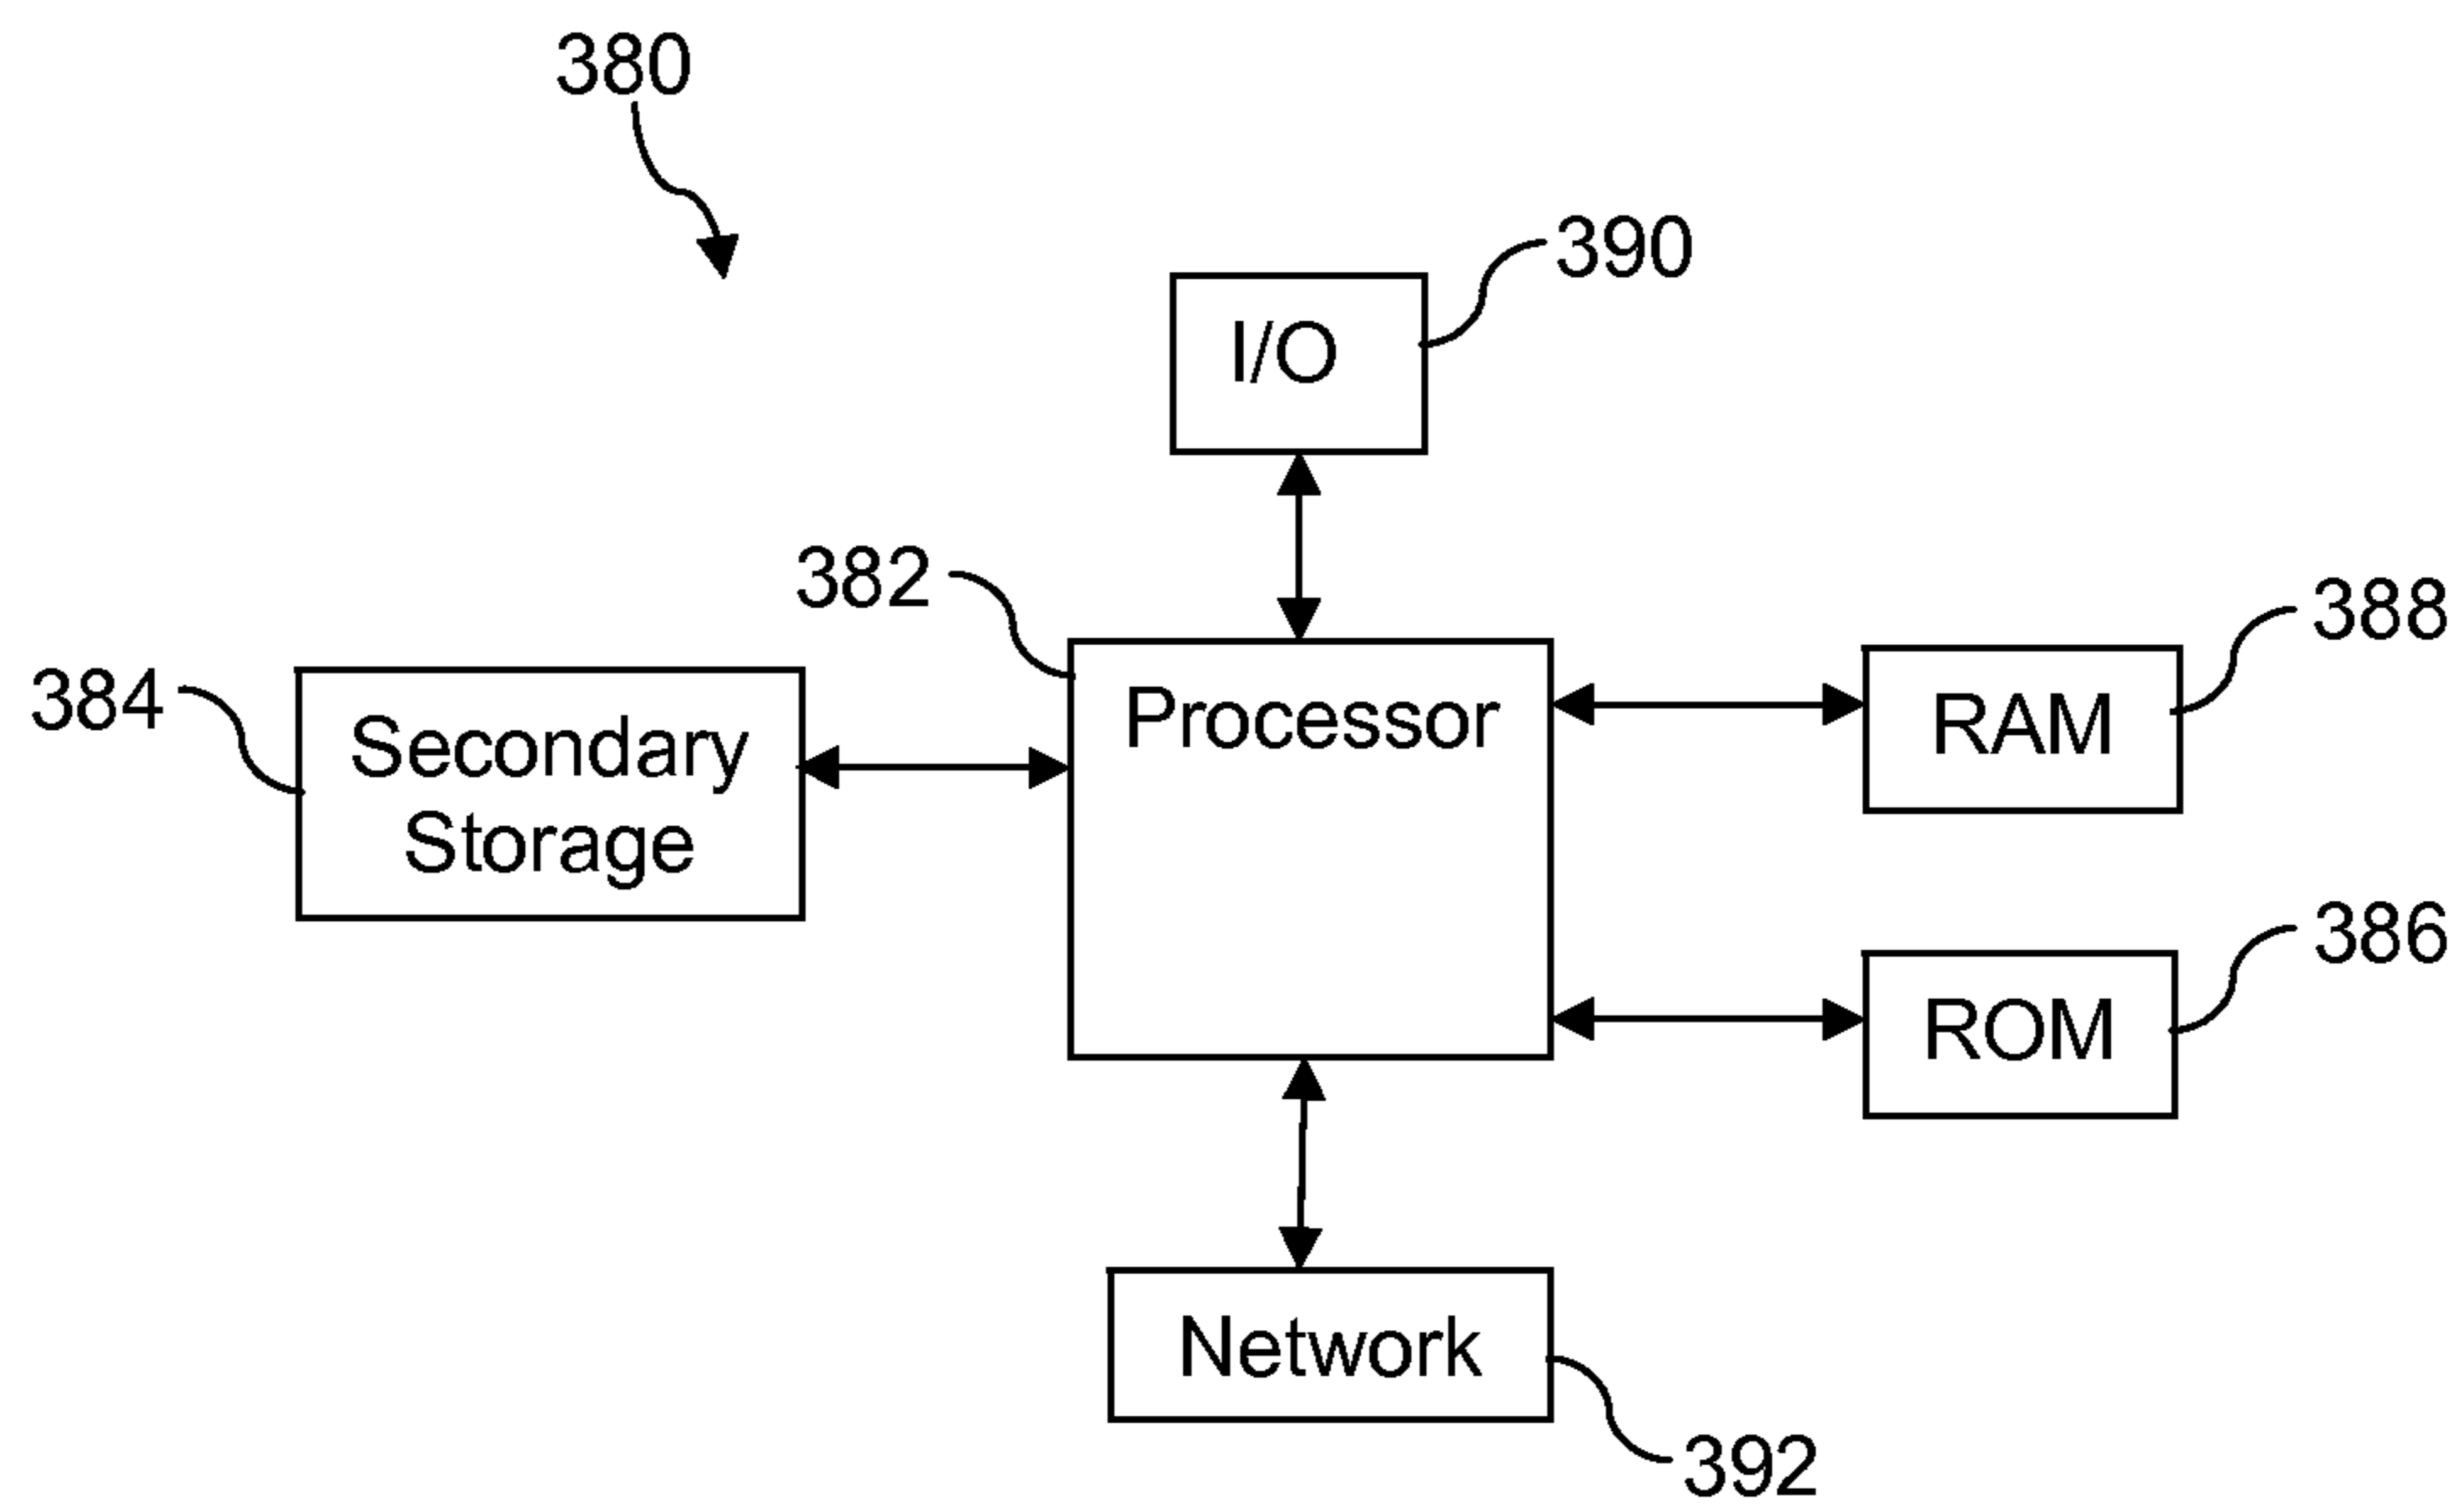 380
390
I/O
382
388
384
Processor
RAM
Secondary
Storage
386
ROM
Network
392